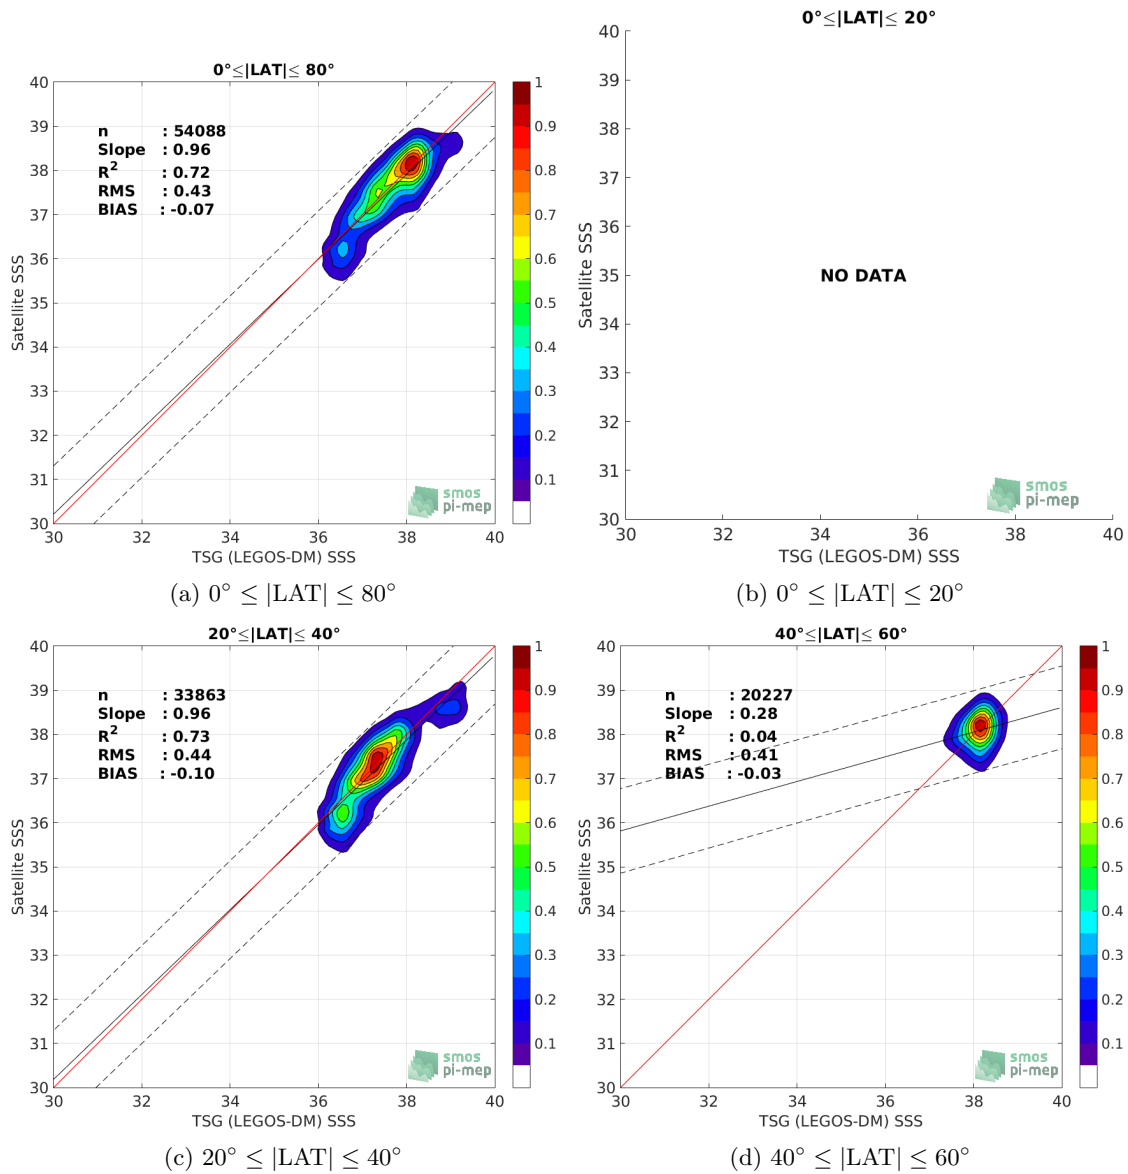 0°≤|LAT|≤ 80°
n : 54088
Slope : 0.96
R² : 0.72
RMS : 0.43
BIAS : -0.07
Satellite SSS
40
39
38
37
36
35
34
33
32
31
30
30 32 34 36 38 40
TSG (LEGOS-DM) SSS
1
0.9
0.8
0.7
0.6
0.5
0.4
0.3
0.2
0.1
smos
pi-mep
(a) 0° ≤ |LAT| ≤ 80°
0°≤|LAT|≤ 20°
Satellite SSS
40
39
38
37
36
35
34
33
32
31
30
NO DATA
smos
pi-mep
30 32 34 36 38 40
TSG (LEGOS-DM) SSS
(b) 0° ≤ |LAT| ≤ 20°
20°≤|LAT|≤ 40°
n : 33863
Slope : 0.96
R² : 0.73
RMS : 0.44
BIAS : -0.10
Satellite SSS
40
39
38
37
36
35
34
33
32
31
30
30 32 34 36 38 40
TSG (LEGOS-DM) SSS
1
0.9
0.8
0.7
0.6
0.5
0.4
0.3
0.2
0.1
smos
pi-mep
(c) 20° ≤ |LAT| ≤ 40°
40°≤|LAT|≤ 60°
n : 20227
Slope : 0.28
R² : 0.04
RMS : 0.41
BIAS : -0.03
Satellite SSS
40
39
38
37
36
35
34
33
32
31
30
30 32 34 36 38 40
TSG (LEGOS-DM) SSS
1
0.9
0.8
0.7
0.6
0.5
0.4
0.3
0.2
0.1
smos
pi-mep
(d) 40° ≤ |LAT| ≤ 60°